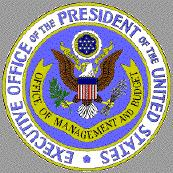 EXECUTIVE OFFICE OF THE PRESIDENT OF THE UNITED STATES
OFFICE OF MANAGEMENT AND BUDGET